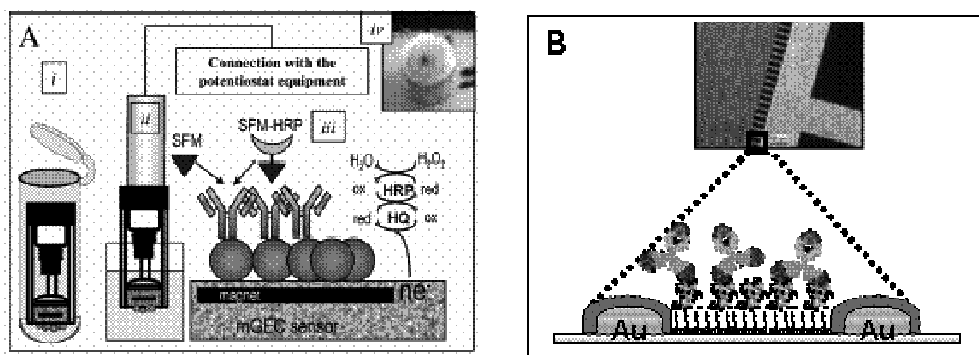 A
iv
i
Connection with the
potentiostat equipment
ii
SFM
SFM-HRP
iii
H2O
H2O2
ox
HRP
red
red
HQ
ox
magnet
ne-
mGEC sensor
B
Au
Au